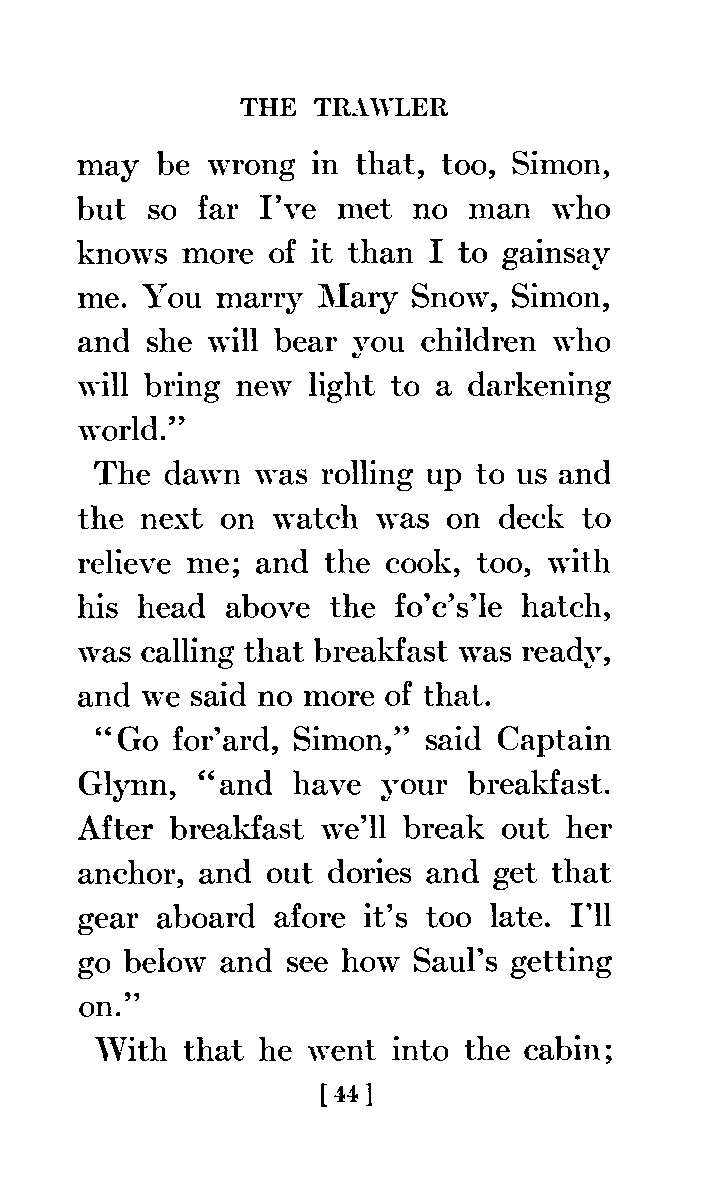 THE TRAWLER
may be wrong in that, too, Simon,
but so far I've met no man who
knows more of it than I to gainsay
me. You marry Mary Snow, Simon,
and she will bear you children who
will bring new light to a darkening
world.”
The dawn was rolling up to us and
the next on watch was on deck to
relieve me; and the cook, too, with
his head above the fo'c's'le hatch,
was calling that breakfast was ready,
and we said no more of that.
“Go for'ard, Simon,” said Captain
Glynn, “and have your breakfast.
After breakfast we'll break out her
anchor, and out dories and get that
gear aboard afore it's too late. I'll
go below and see how Saul's getting
on.”
With that he went into the cabin;
[44]